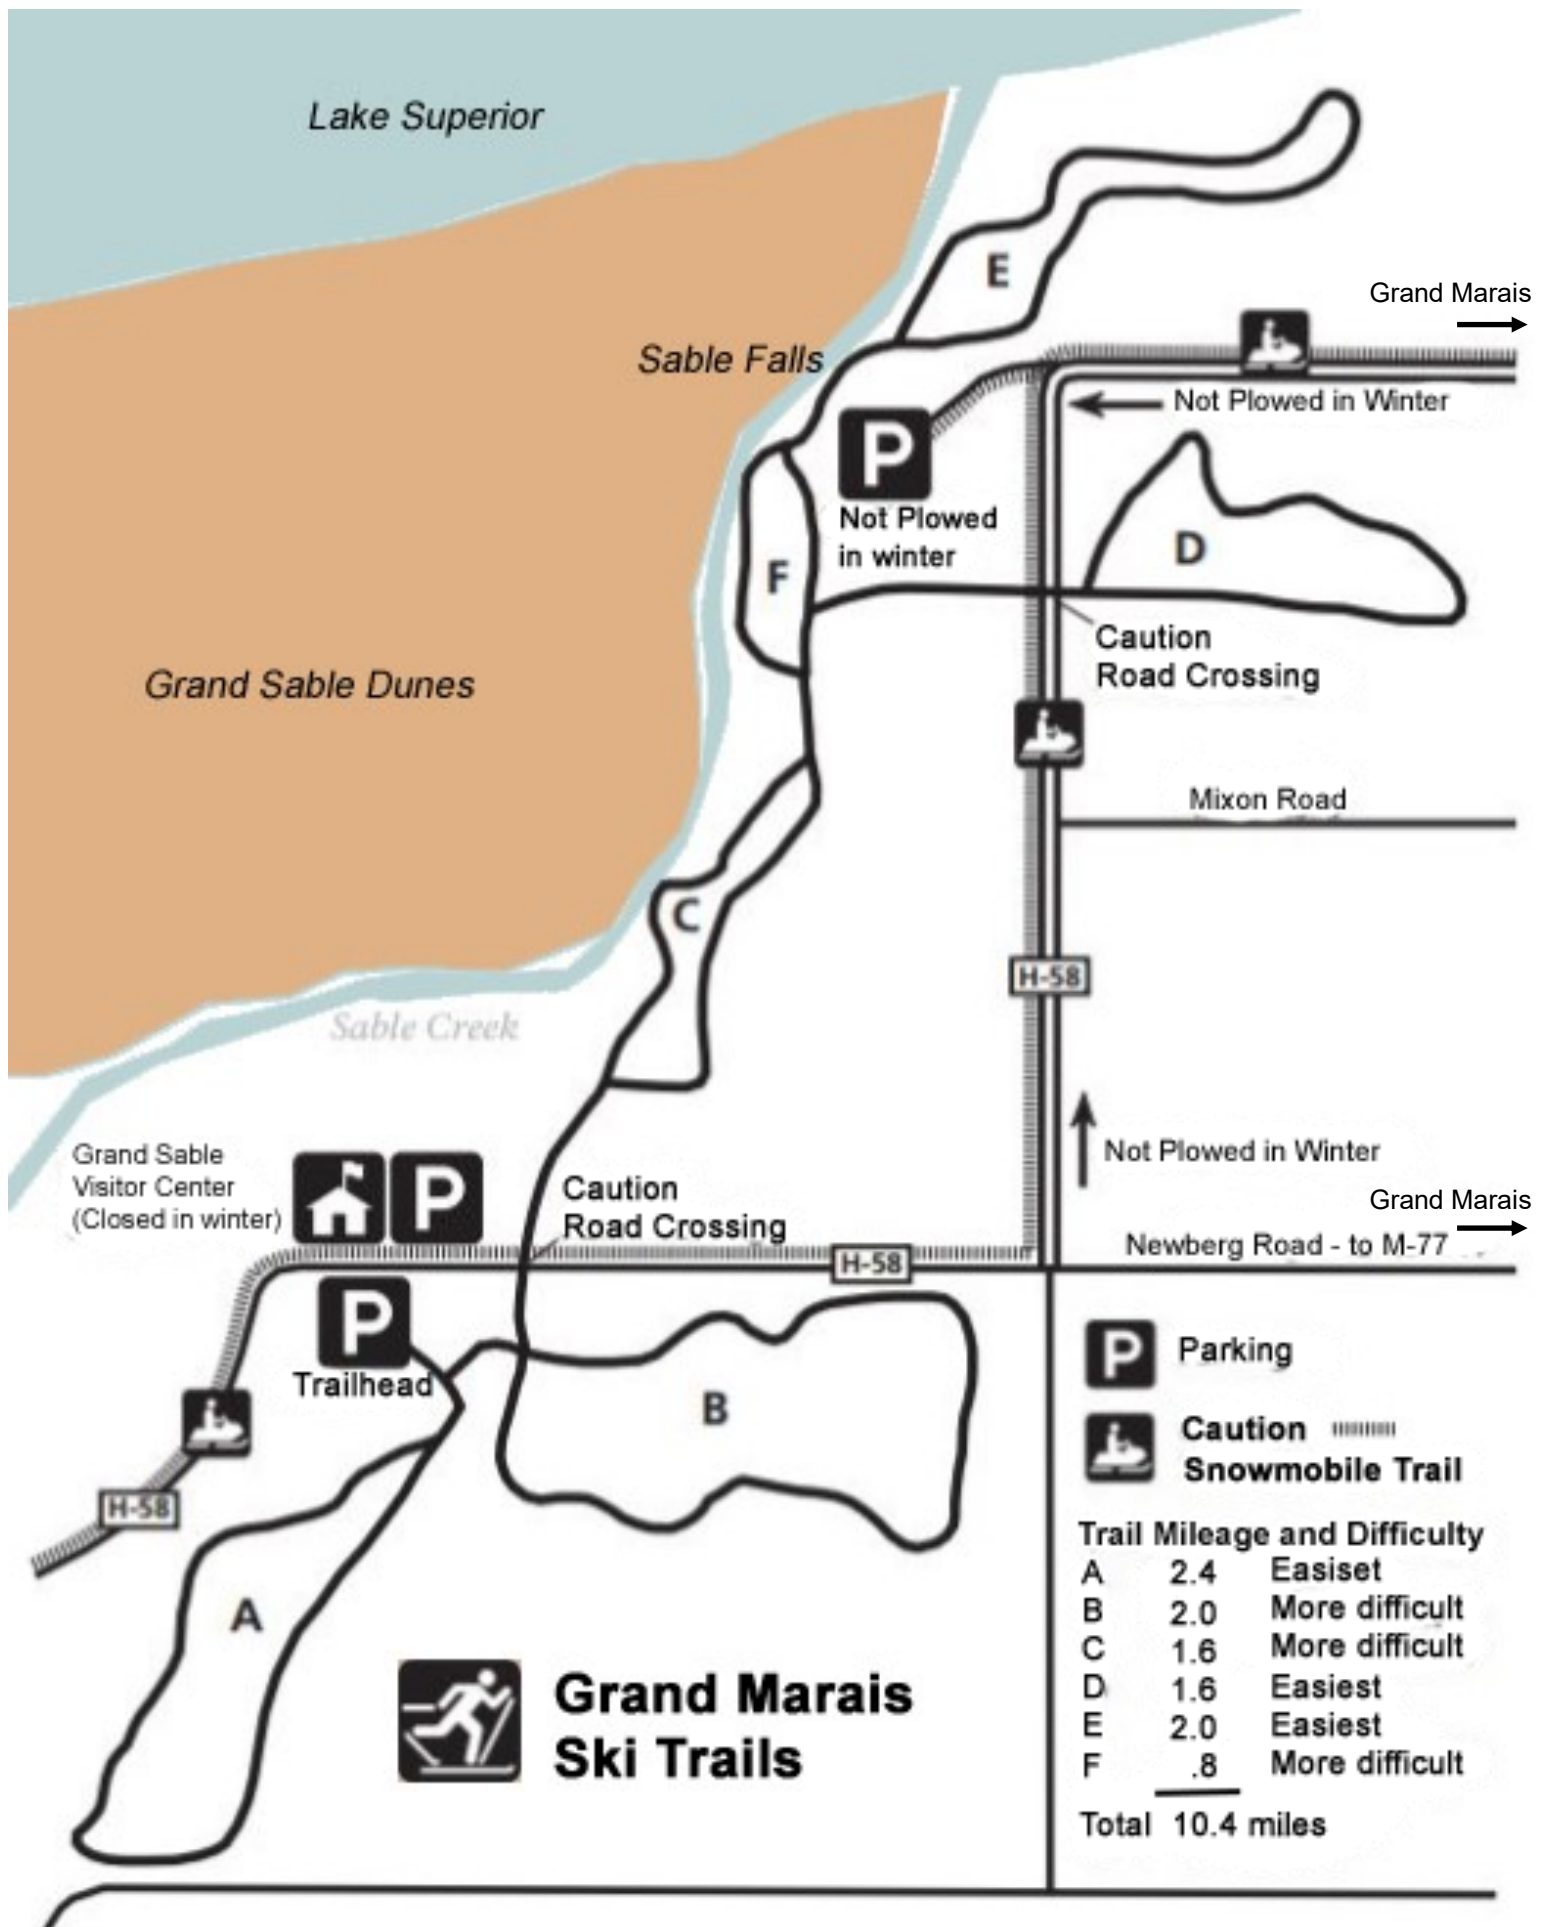 Lake Superior
E
Grand Marais
Sable Falls
Not Plowed in Winter
P
Not Plowed
in winter
D
F
Caution
Road Crossing
Grand Sable Dunes
Mixon Road
C
H-58
Sable Creek
Not Plowed in Winter
Grand Sable
Visitor Center
(Closed in winter)
P
Caution
Road Crossing
Grand Marais
Newberg Road - to M-77
H-58
P
Trailhead
B
P Parking
Caution
Snowmobile Trail
H-58
A
Grand Marais
Ski Trails
Trail Mileage and Difficulty
A 2.4 Easiset
B 2.0 More difficult
C 1.6 More difficult
D 1.6 Easiest
E 2.0 Easiest
F .8 More difficult
Total 10.4 miles